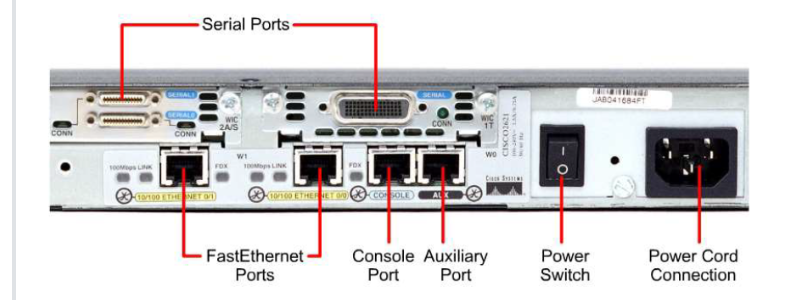 Serial Ports
SERIAL1
SERIAL
JAB041684FT
SERIAL0
CONN
CONN
WIC
2A/S
CONN
WIC
1T
CISCO2621
W1
W0
100Mbps LINK
FDX
100Mbps LINK
FDX
CISCO SYSTEMS
10/100 ETHERNET 0/1
10/100 ETHERNET 0/0
CONSOLE
AUX
I
O
FastEthernet
Ports
Console
Port
Auxiliary
Port
Power
Switch
Power Cord
Connection